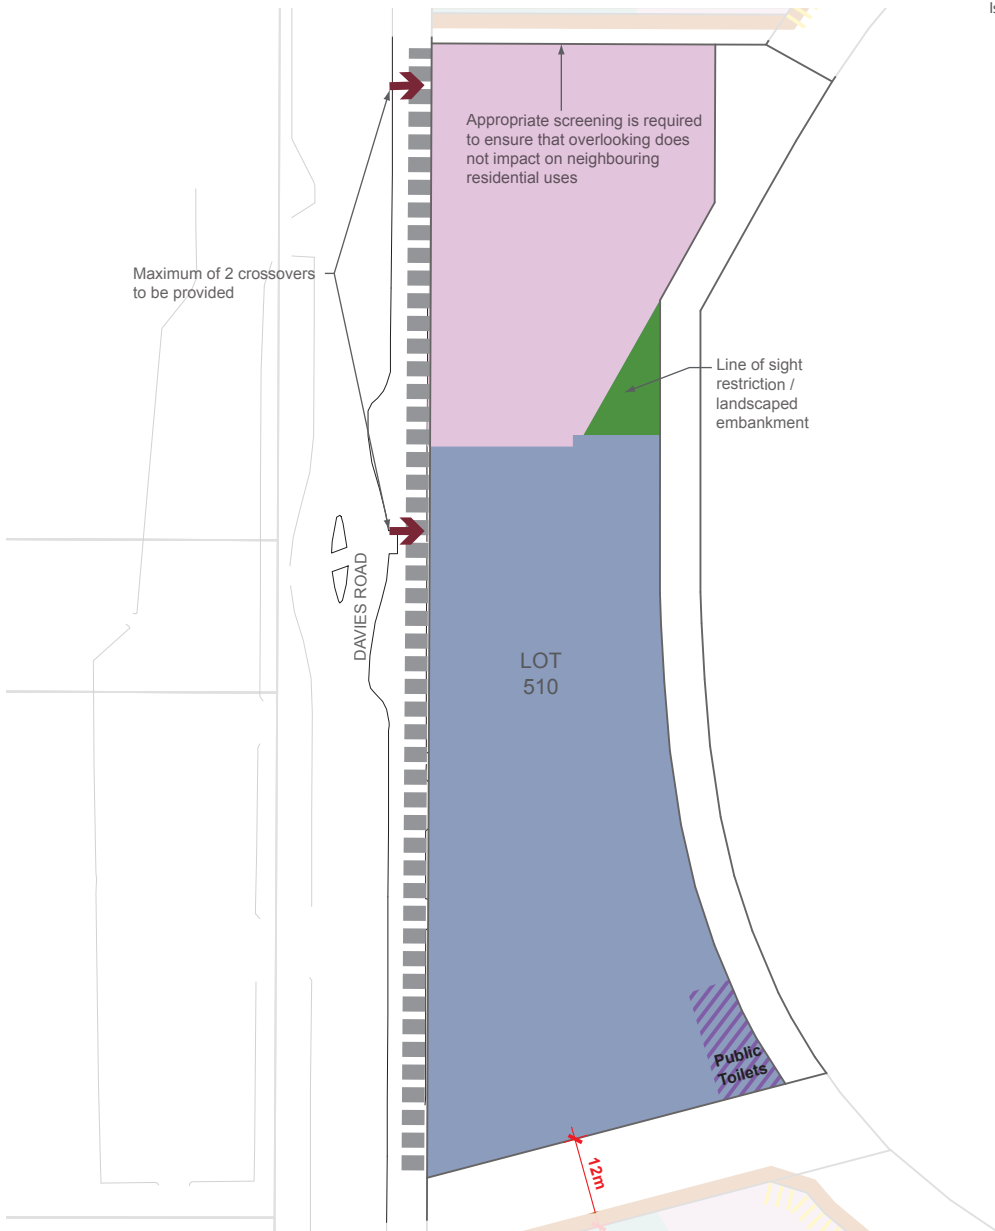 Is
Appropriate screening is required
to ensure that overlooking does
not impact on neighbouring
residential uses
Maximum of 2 crossovers
to be provided
Line of sight
restriction /
landscaped
embankment
DAVIES ROAD
LOT
510
Public
Toilets
12m